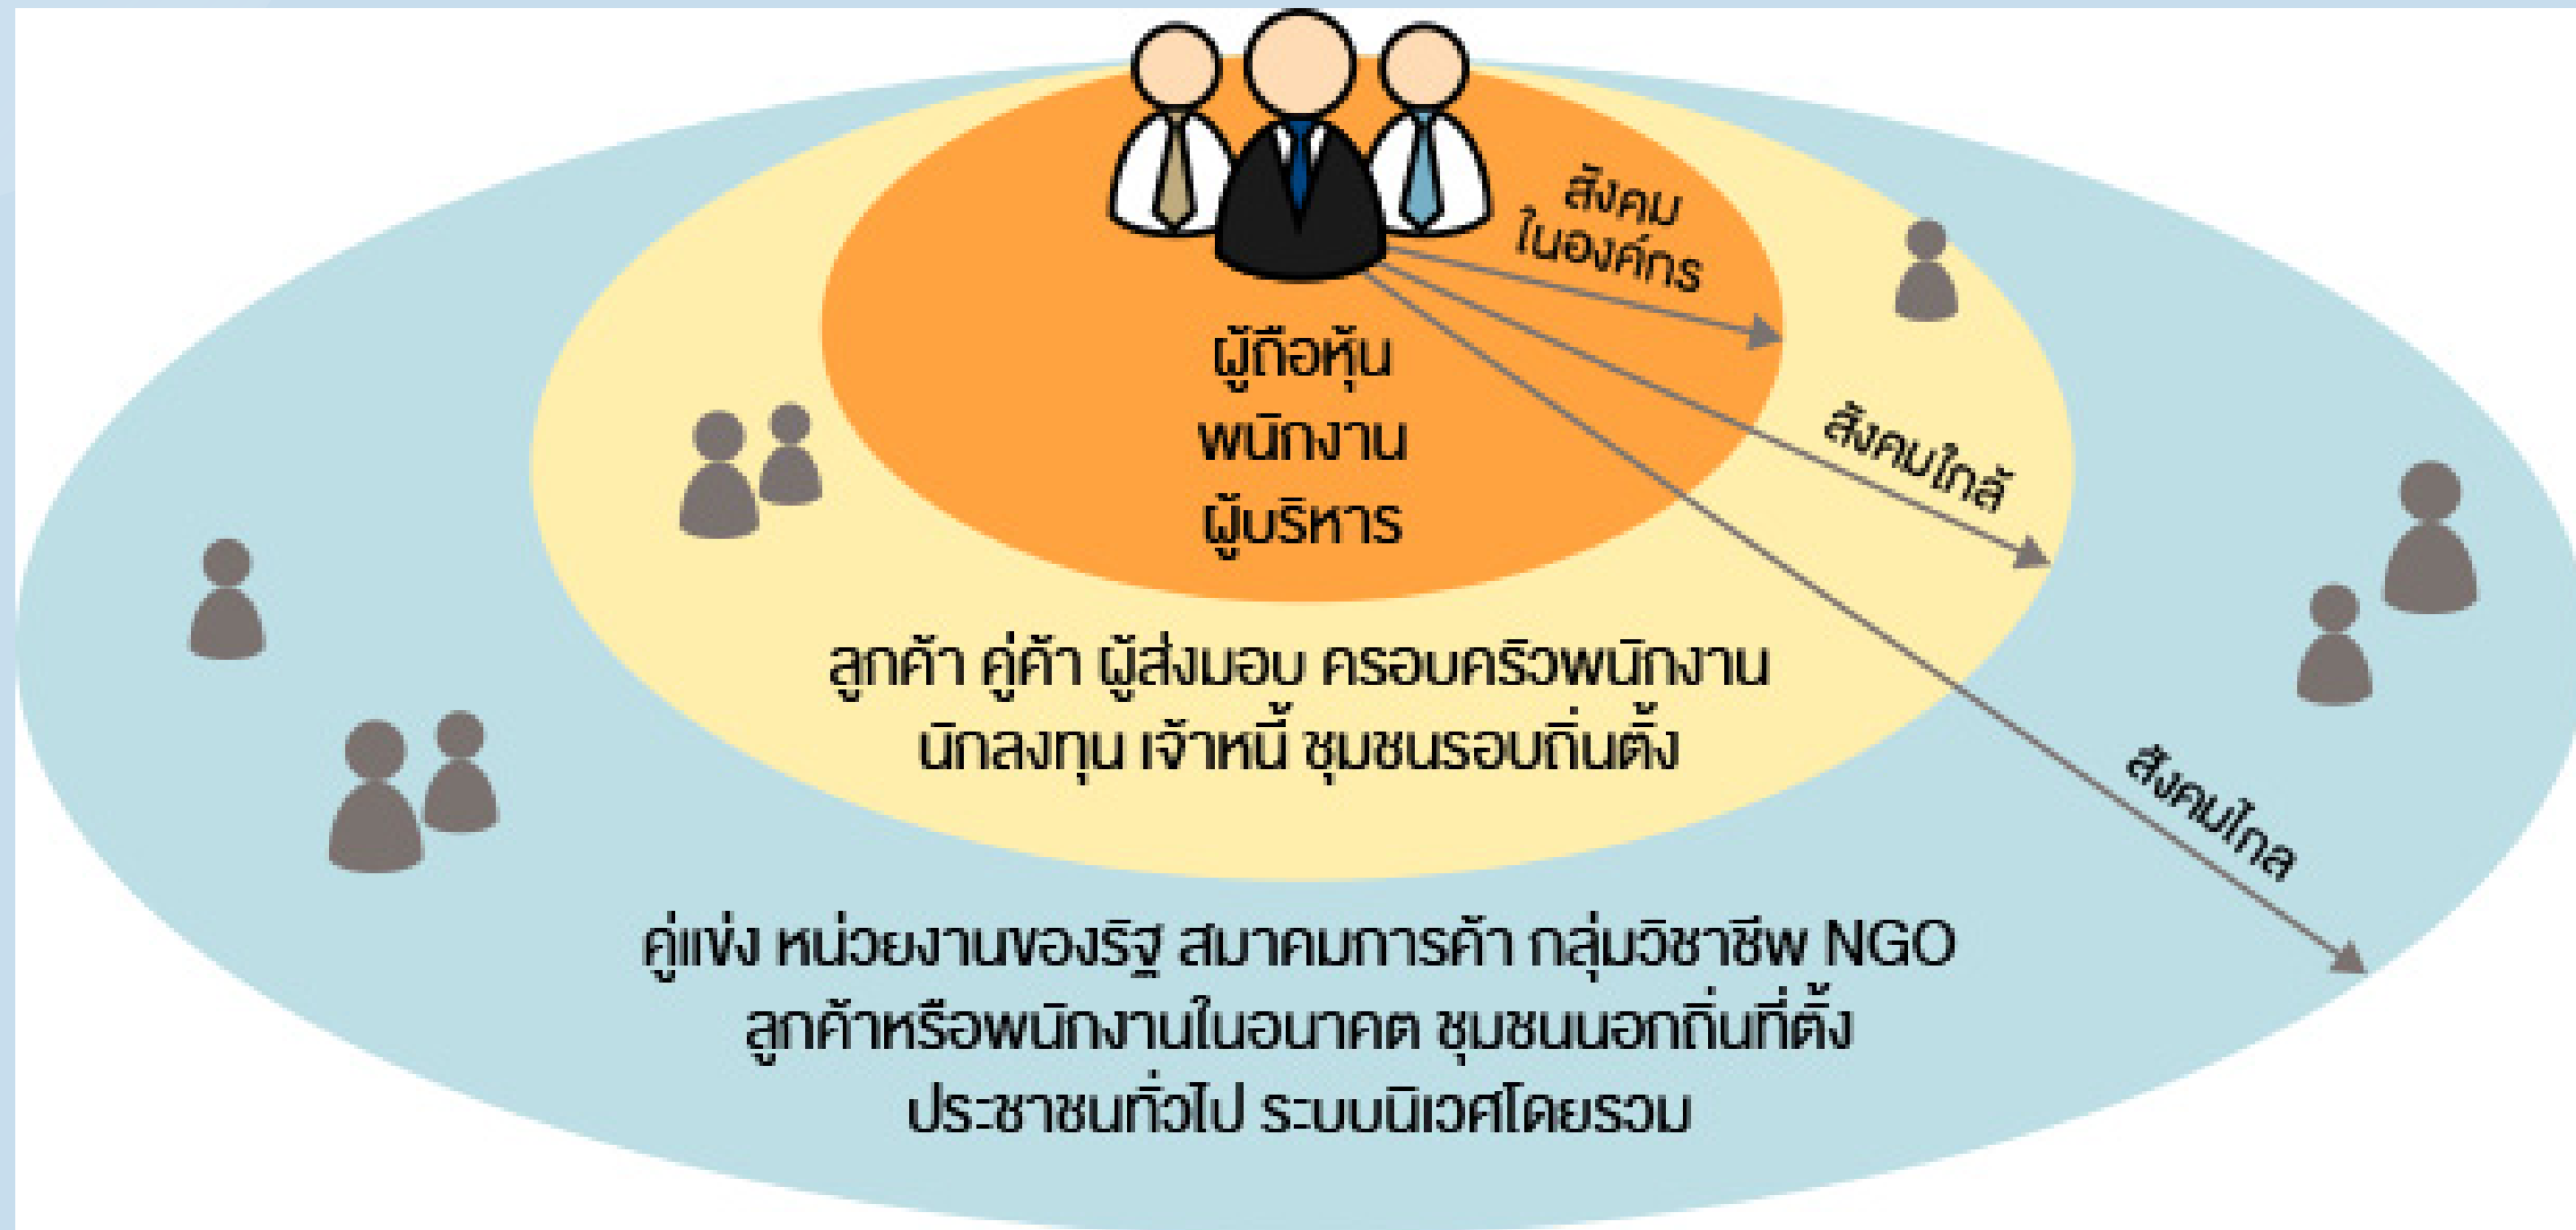 สังคม
ในองค์กร
ผู้ถือหุ้น
พนักงาน
ผู้บริหาร
สังคมใกล้
ลูกค้า คู่ค้า ผู้ส่งมอบ ครอบครัวพนักงาน
นักลงทุน เจ้าหนี้ ชุมชนรอบถิ่นตั้ง
สังคมไกล
คู่แข่ง หน่วยงานของรัฐ สมาคมการค้า กลุ่มวิชาชีพ NGO
ลูกค้าหรือพนักงานในอนาคต ชุมชนนอกถิ่นที่ตั้ง
ประชาชนทั่วไป ระบบนิเวศโดยรวม